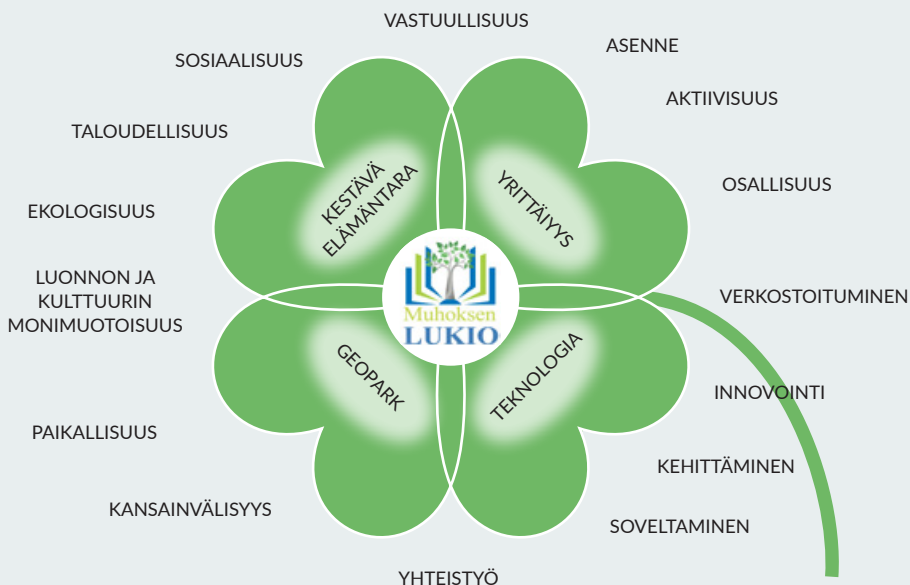 VASTUULLISUUS
SOSIAALISUUS
ASENNE
AKTIIVISUUS
TALOUDELLISUUS
OSALLISUUS
EKOLOGISUUS
KESTÄVÄ
ELÄMÄNTARA
YRITTÄIYYS
LUONNON JA
KULTTUURIN
MONIMUOTOISUUS
VERKOSTOITUMINEN
Muhoksen
LUKIO
GEOPARK
TEKNOLOGIA
INNOVOINTI
PAIKALLISUUS
KEHITTÄMINEN
KANSAINVÄLISYYS
SOVELTAMINEN
YHTEISTYÖ